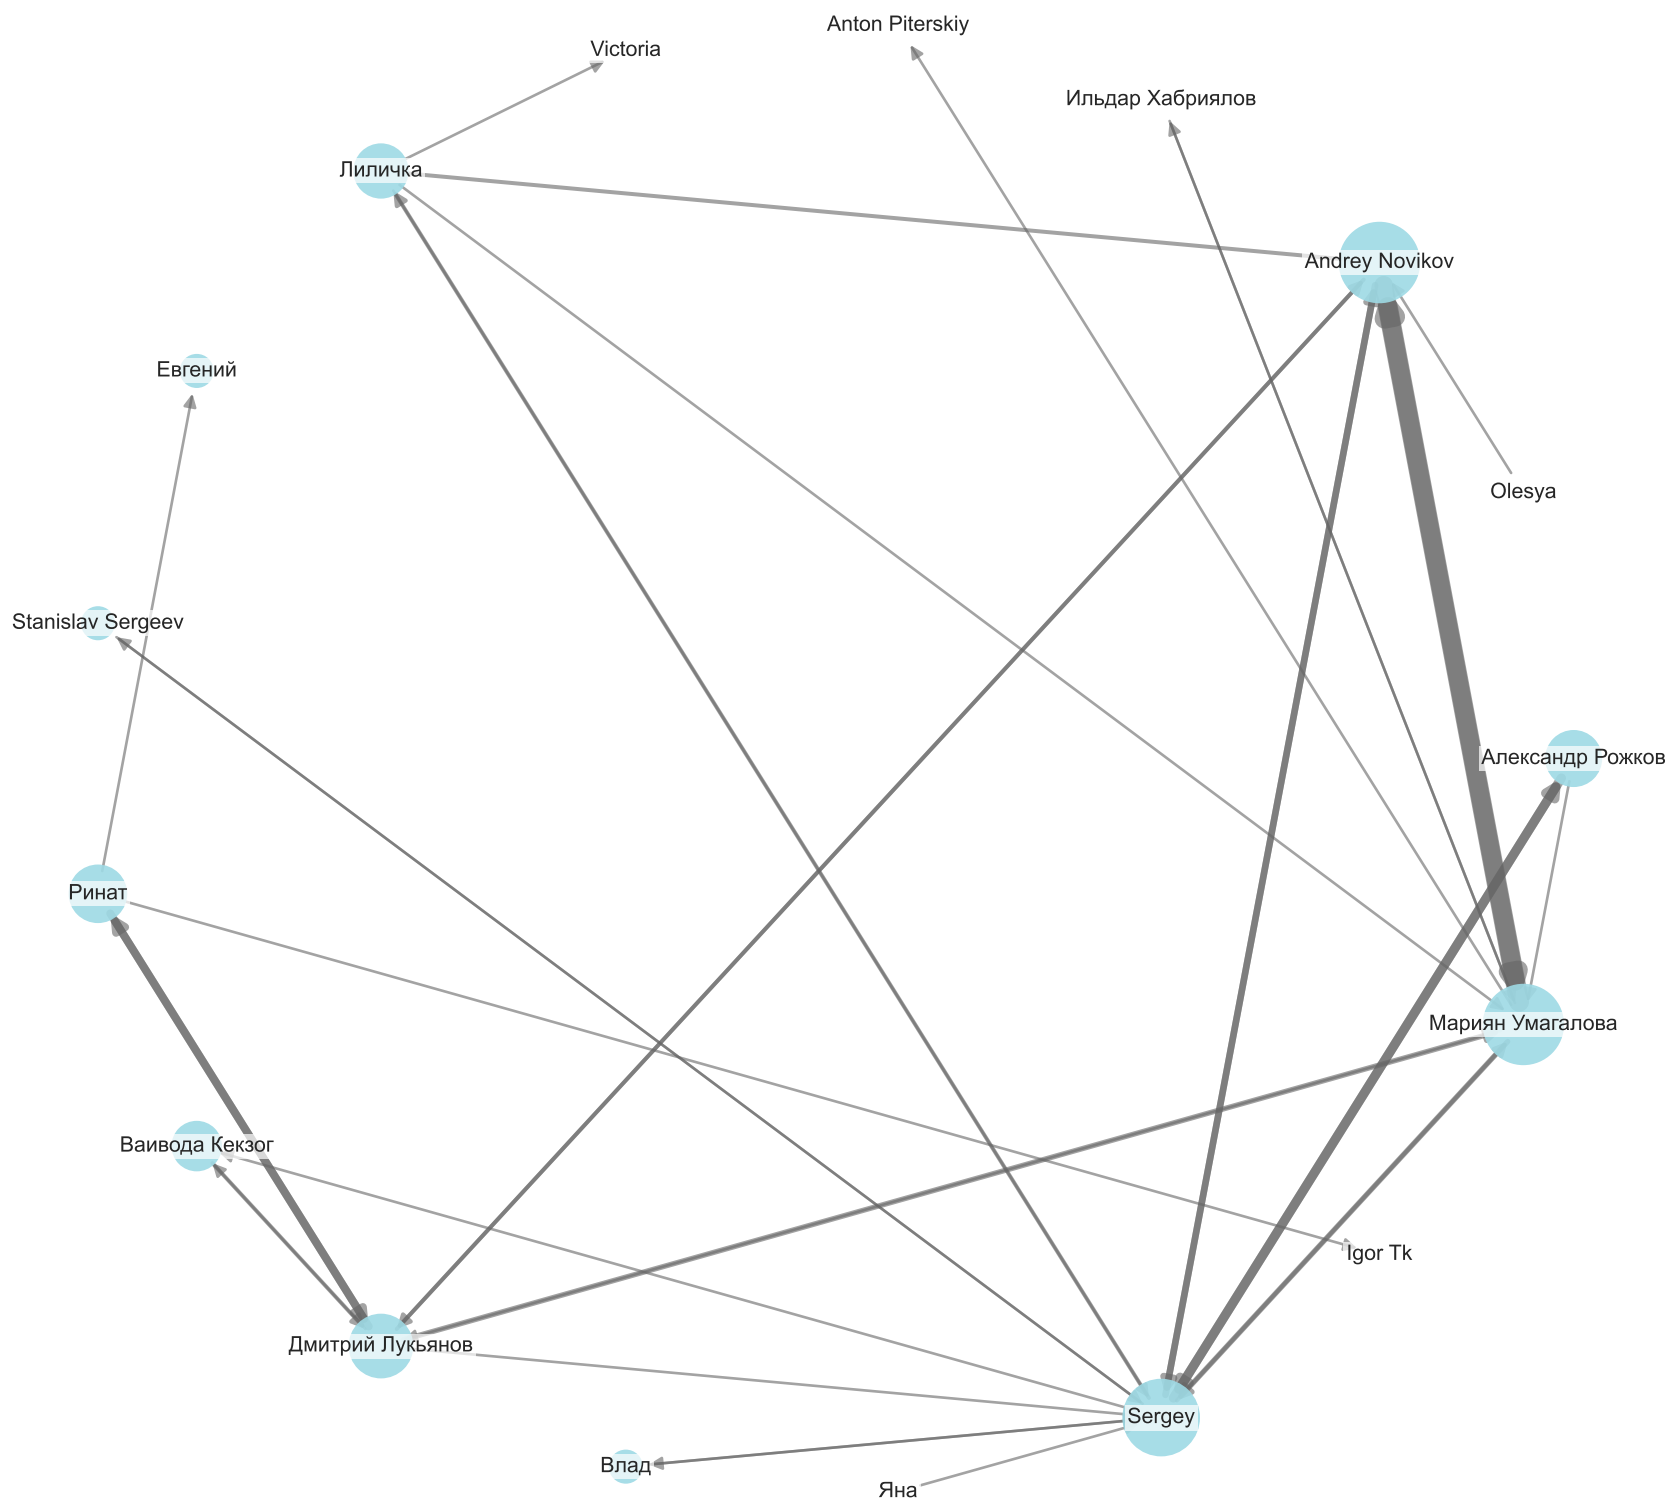 Anton Piterskiy
Victoria
Ильдар Хабриялов
Лиличка
Andrey Novikov
Евгений
Olesya
Stanislav Sergeev
Александр Рожков
Ринат
Мариян Умагалова
Ваивода Кекзог
Igor Tk
Дмитрий Лукьянов
Sergey
Влад
Яна